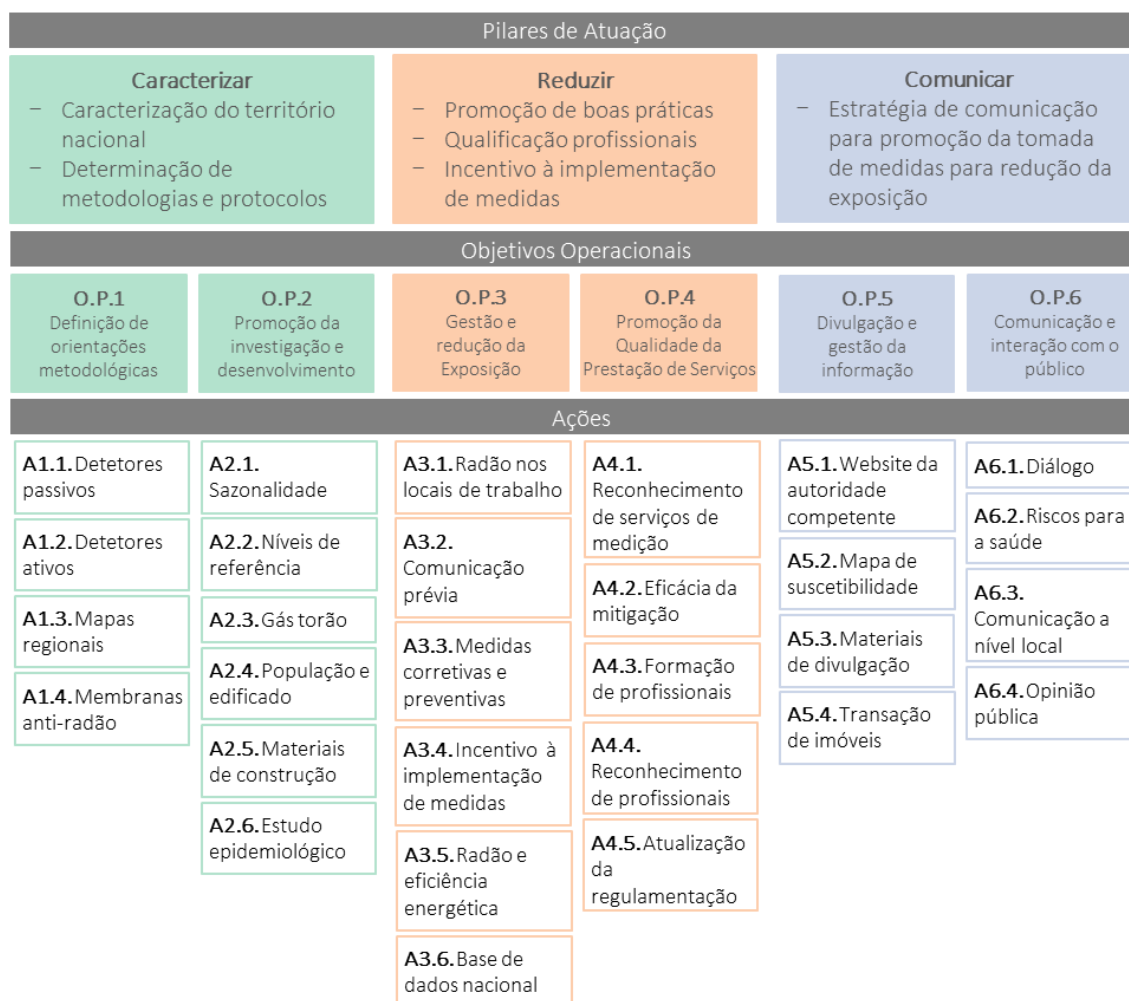 Pilares de Atuação
Caracterizar
− Caracterização do território
nacional
− Determinação de
metodologias e protocolos
Reduzir
− Promoção de boas práticas
− Qualificação profissionais
− Incentivo à implementação
de medidas
Comunicar
− Estratégia de comunicação
para promoção da tomada
de medidas para redução da
exposição
Objetivos Operacionais
O.P.1
Definição de
orientações
metodológicas
O.P.2
Promoção da
investigação e
desenvolvimento
O.P.3
Gestão e
redução da
Exposição
O.P.4
Promoção da
Qualidade da
Prestação de Serviços
O.P.5
Divulgação e
gestão da
informação
O.P.6
Comunicação e
interação com o
público
Ações
A1.1. Detetores
passivos
A1.2. Detetores
ativos
A1.3. Mapas
regionais
A1.4. Membranas
anti-radão
A2.1.
Sazonalidade
A2.2. Níveis de
referência
A2.3. Gás torão
A2.4. População e
edificado
A2.5. Materiais
de construção
A2.6. Estudo
epidemiológico
A3.1. Radão nos
locais de trabalho
A3.2.
Comunicação
prévia
A3.3. Medidas
corretivas e
preventivas
A3.4. Incentivo à
implementação
de medidas
A3.5. Radão e
eficiência
energética
A3.6. Base de
dados nacional
A4.1.
Reconhecimento
de serviços de
medição
A4.2. Eficácia da
mitigação
A4.3. Formação
de profissionais
A4.4.
Reconhecimento
de profissionais
A4.5. Atualização
da
regulamentação
A5.1. Website da
autoridade
competente
A5.2. Mapa de
suscetibilidade
A5.3. Materiais
de divulgação
A5.4. Transação
de imóveis
A6.1. Diálogo
A6.2. Riscos para
a saúde
A6.3.
Comunicação a
nível local
A6.4. Opinião
pública